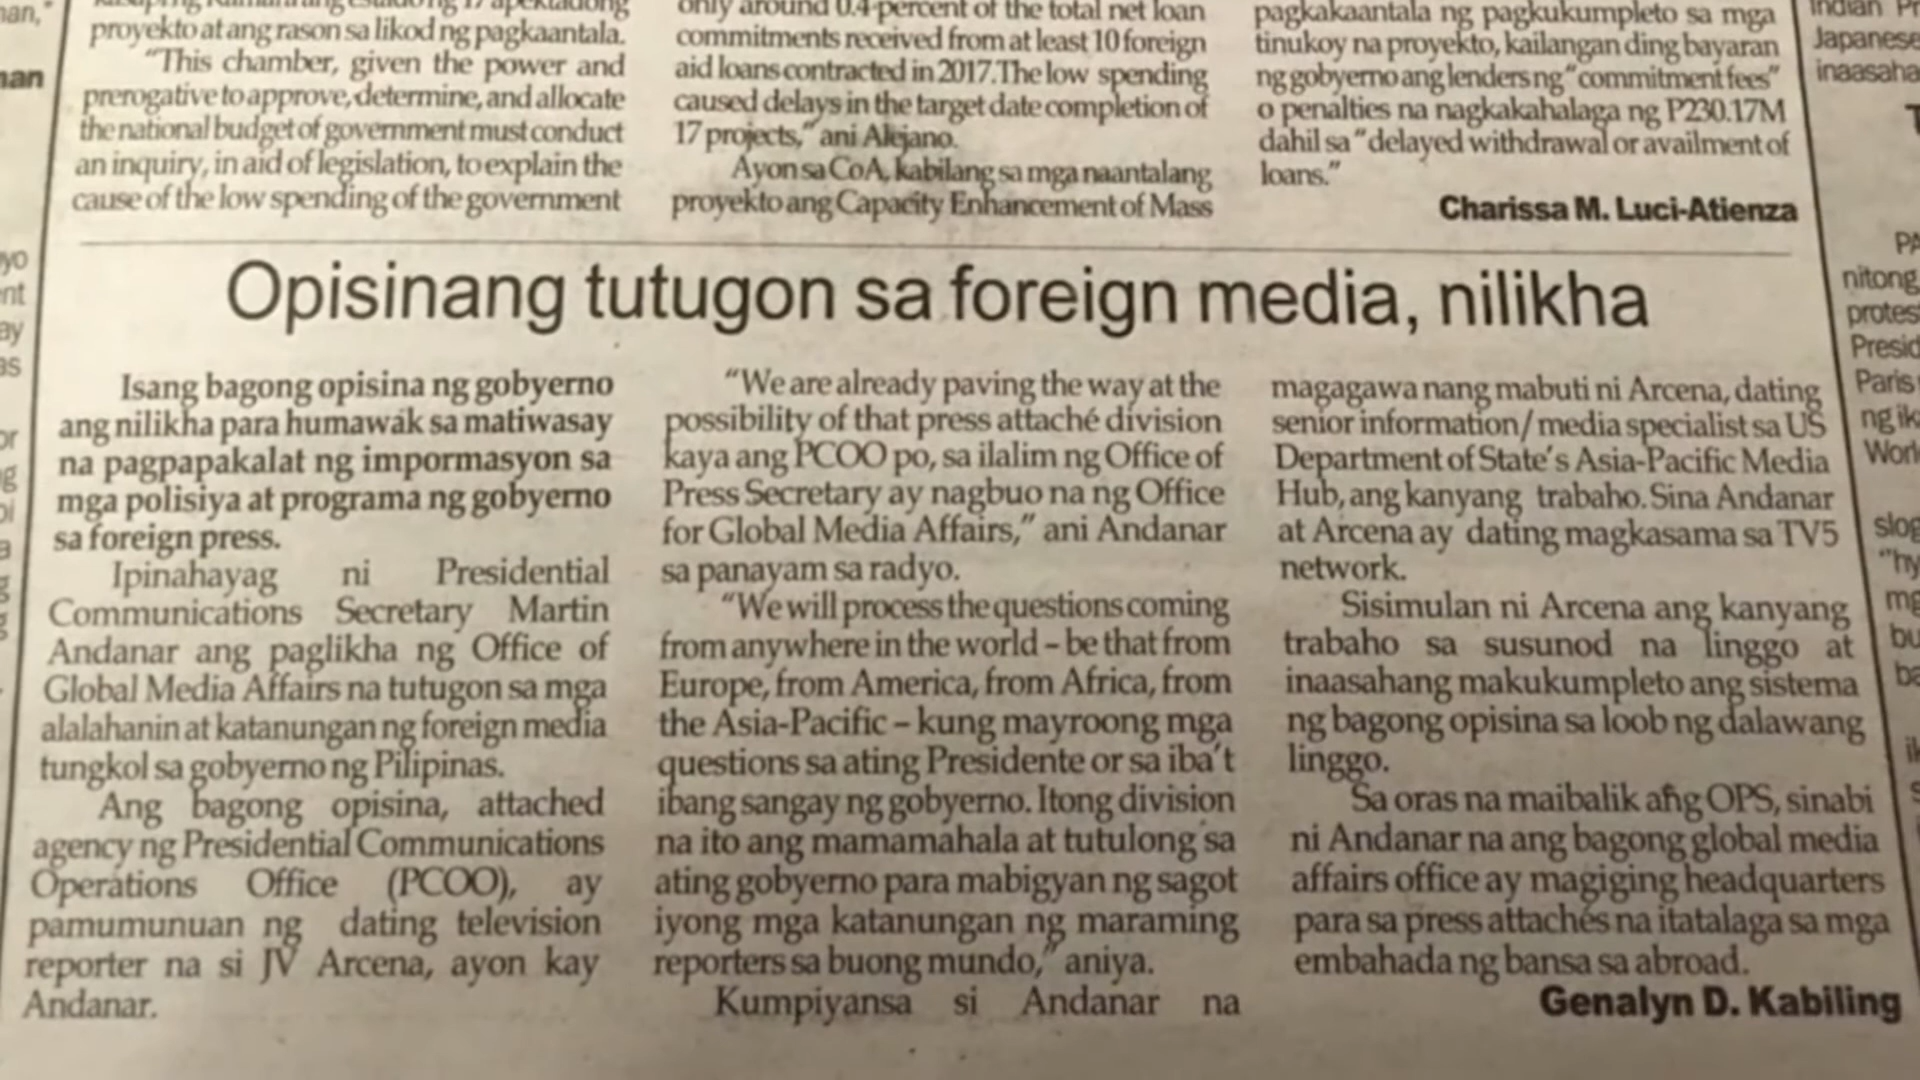 proyekto at ang rason sa likod ng pagkaantala.
"This chamber, given the power and
prerogative to approve, determine, and allocate
the national budget of government must conduct
an inquiry, in aid of legislation, to explain the
cause of the low spending of the government
only around 0.4 percent of the total net loan
commitments received from at least 10 foreign
aid loans contracted in 2017. The low spending
caused delays in the target date completion of
17 projects," ani Alejano.
Ayon sa CoA, kabilang sa mga naantalang
proyekto ang Capacity Enhancement of Mass
pagkakaantala ng pagkukumpleto sa mga
tinukoy na proyekto, kailangan ding bayaran
ng gobyerno ang lenders ng "commitment fees"
o penalties na nagkakahalaga ng P230.17M
dahil sa "delayed withdrawal or availment of
loans."
Charissa M. Luci-Atienza
Opisinang tutugon sa foreign media, nilikha
Isang bagong opisina ng gobyerno
ang nilikha para humawak sa matiwasay
na pagpapakalat ng impormasyon sa
mga polisiya at programa ng gobyerno
sa foreign press.
Ipinahayag ni Presidential
Communications Secretary Martin
Andanar ang paglikha ng Office of
Global Media Affairs na tutugon sa mga
alalahanin at katanungan ng foreign media
tungkol sa gobyerno ng Pilipinas.
Ang bagong opisina, attached
agency ng Presidential Communications
Operations Office (PCOO), ay
pamumunuan ng dating television
reporter na si JV Arcena, ayon kay
Andanar.
"We are already paving the way at the
possibility of that press attaché division
kaya ang PCOO po, sa ilalim ng Office of
Press Secretary ay nagbuo na ng Office
for Global Media Affairs," ani Andanar
sa panayam sa radyo.
"We will process the questions coming
from anywhere in the world – be that from
Europe, from America, from Africa, from
the Asia-Pacific – kung mayroong mga
questions sa ating Presidente or sa iba't
ibang sangay ng gobyerno. Itong division
na ito ang mamamahala at tutulong sa
ating gobyerno para mabigyan ng sagot
iyong mga katanungan ng maraming
reporters sa buong mundo," aniya.
Kumpiyansa si Andanar na
magagawa nang mabuti ni Arcena, dating
senior information/media specialist sa US
Department of State's Asia-Pacific Media
Hub, ang kanyang trabaho. Sina Andanar
at Arcena ay dating magkasama sa TV5
network.
Sisimulan ni Arcena ang kanyang
trabaho sa susunod na linggo at
inaasahang makukumpleto ang sistema
ng bagong opisina sa loob ng dalawang
linggo.
Sa oras na maibalik ang OPS, sinabi
ni Andanar na ang bagong global media
affairs office ay magiging headquarters
para sa press attachés na itatalaga sa mga
embahada ng bansa sa abroad.
Genalyn D. Kabiling
Japanese
nitong
Paris